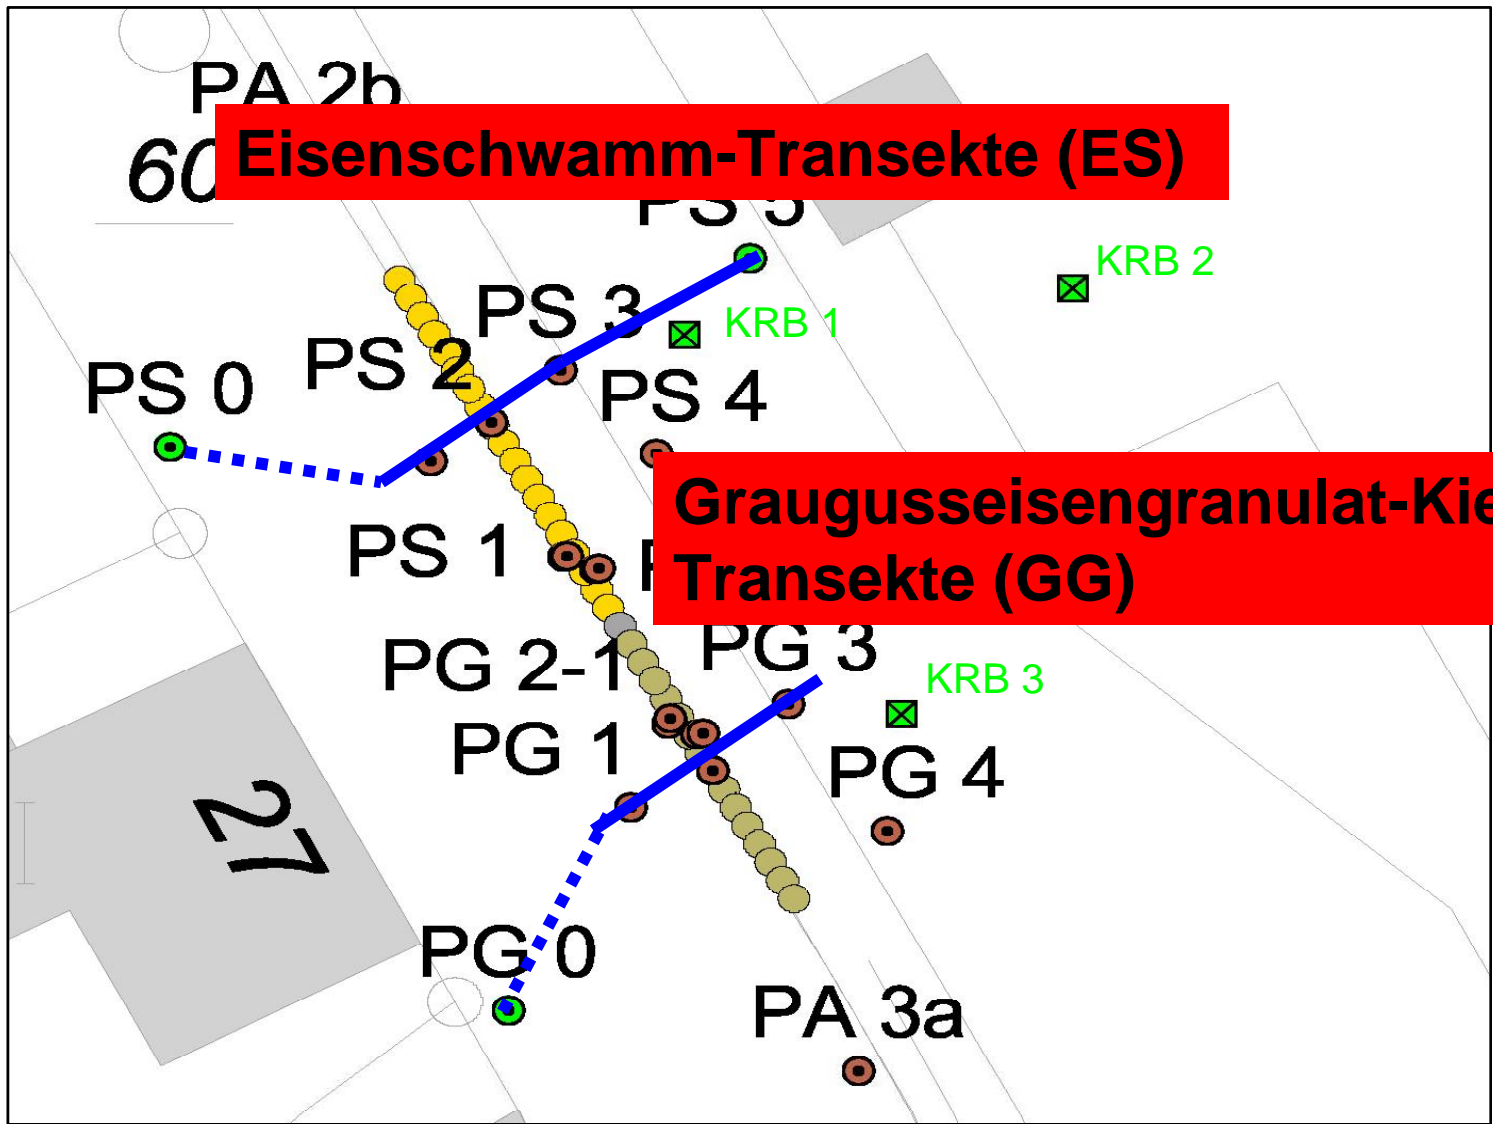 PA 2b
60
Eisenschwamm-Transekte (ES)
PS 5
KRB 2
PS 3
KRB 1
PS 2
PS 0
PS 4
Graugusseisengranulat-Kie
Transekte (GG)
PS 1
PG 2-1
PG 3
KRB 3
PG 1
PG 4
27
PG 0
PA 3a